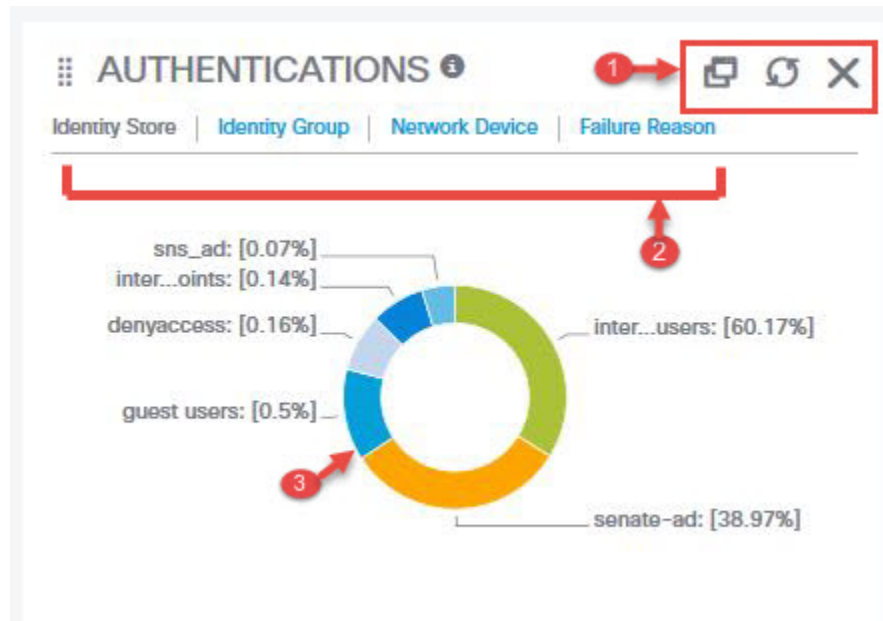 AUTHENTICATIONS
1
Identity Store | Identity Group | Network Device | Failure Reason
2
sns_ad: [0.07%]
inter...oints: [0.14%]
denyaccess: [0.16%]
inter...users: [60.17%]
guest users: [0.5%]
3
senate-ad: [38.97%]